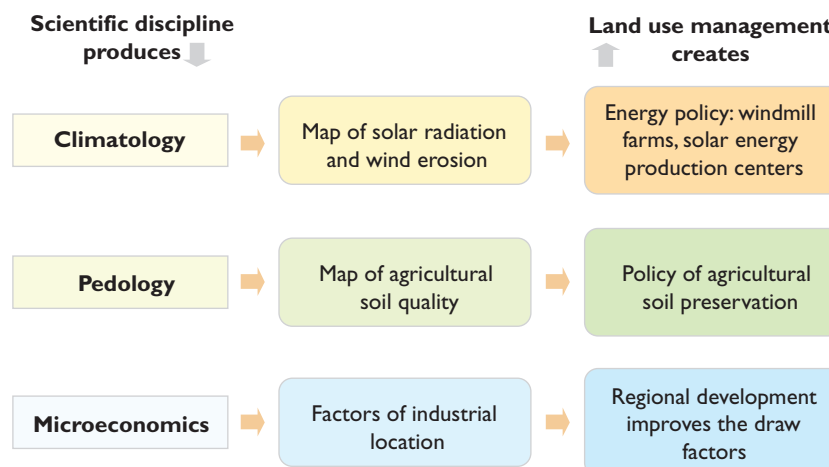 Scientific discipline
produces
Land use management
creates
Climatology
Map of solar radiation
and wind erosion
Energy policy: windmill
farms, solar energy
production centers
Pedology
Map of agricultural
soil quality
Policy of agricultural
soil preservation
Microeconomics
Factors of industrial
location
Regional development
improves the draw
factors